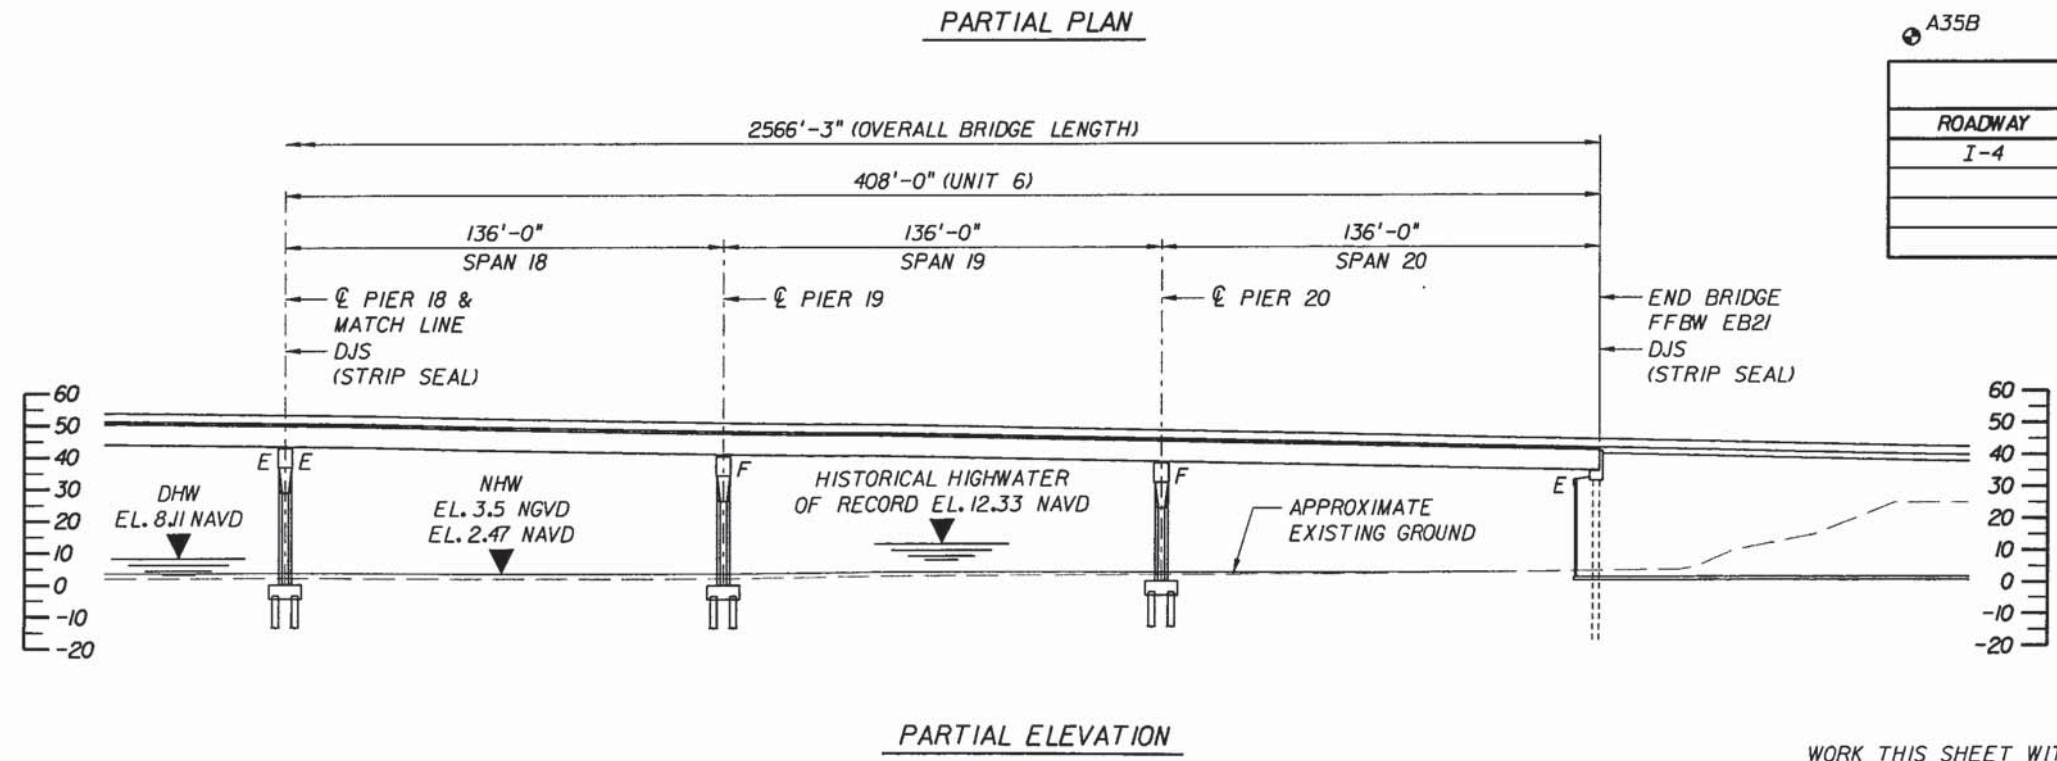 PARTIAL PLAN
A35B
ROADWAY
I-4
2566'-3" (OVERALL BRIDGE LENGTH)
408'-0" (UNIT 6)
136'-0" 136'-0" 136'-0"
SPAN 18 SPAN 19 SPAN 20
℄ PIER 18 &
MATCH LINE
DJS
(STRIP SEAL)
℄ PIER 19
℄ PIER 20
END BRIDGE
FFBW EB21
DJS
(STRIP SEAL)
60
50
40
30
20
10
0
-10
-20
DHW
EL. 8.11 NAVD
E E
NHW
EL. 3.5 NGVD
EL. 2.47 NAVD
F
HISTORICAL HIGHWATER
OF RECORD EL. 12.33 NAVD
F
APPROXIMATE
EXISTING GROUND
E
60
50
40
30
20
10
0
-10
-20
PARTIAL ELEVATION
WORK THIS SHEET WIT